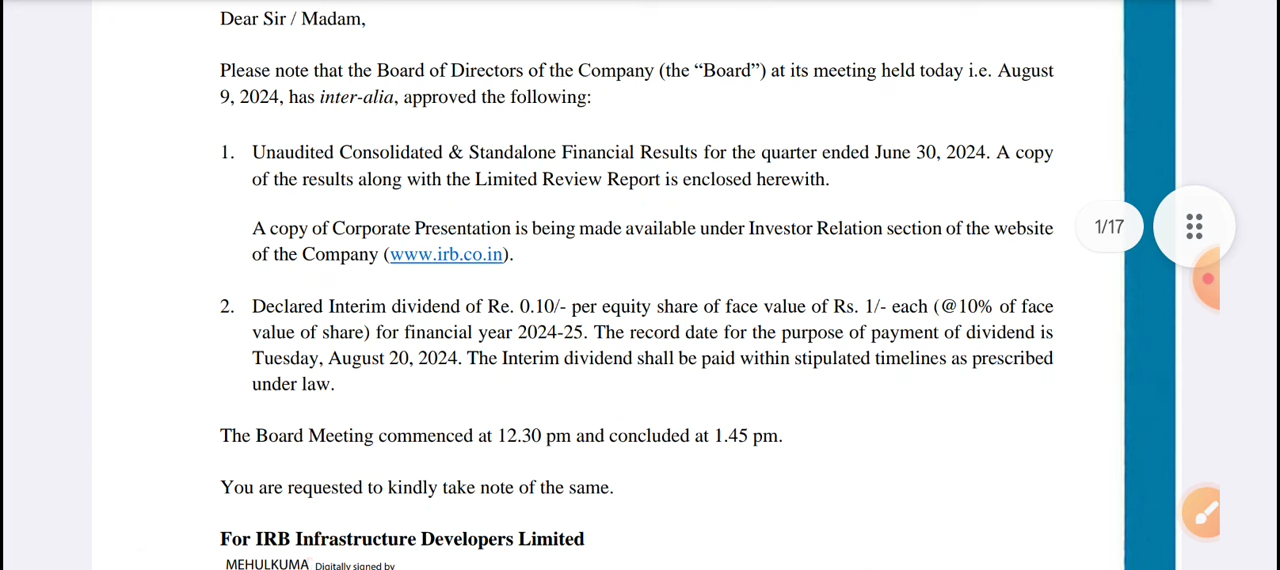 Dear Sir / Madam,
Please note that the Board of Directors of the Company (the “Board”) at its meeting held today i.e. August
9, 2024, has inter-alia, approved the following:
1. Unaudited Consolidated & Standalone Financial Results for the quarter ended June 30, 2024. A copy
of the results along with the Limited Review Report is enclosed herewith.
A copy of Corporate Presentation is being made available under Investor Relation section of the website
of the Company (www.irb.co.in).
1/17
2. Declared Interim dividend of Re. 0.10/- per equity share of face value of Rs. 1/- each (@10% of face
value of share) for financial year 2024-25. The record date for the purpose of payment of dividend is
Tuesday, August 20, 2024. The Interim dividend shall be paid within stipulated timelines as prescribed
under law.
The Board Meeting commenced at 12.30 pm and concluded at 1.45 pm.
You are requested to kindly take note of the same.
For IRB Infrastructure Developers Limited
MEHULKUMA Digitally signed by